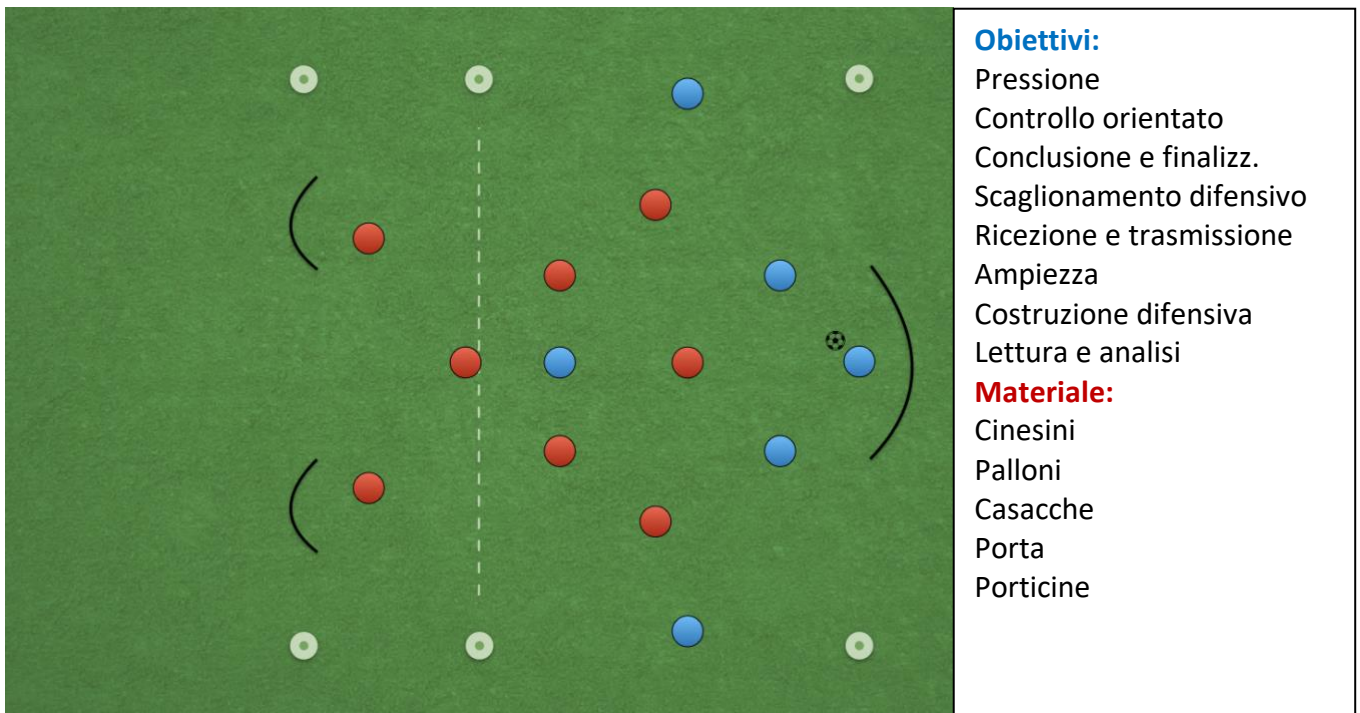 Obiettivi:
Pressione
Controllo orientato
Conclusione e finalizz.
Scaglionamento difensivo
Ricezione e trasmissione
Ampiezza
Costruzione difensiva
Lettura e analisi
Materiale:
Cinesini
Palloni
Casacche
Porta
Porticine